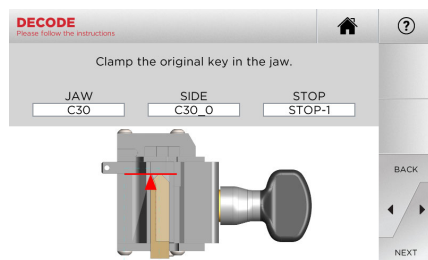 DECODE
Please follow the instructions
?
Clamp the original key in the jaw.
JAW SIDE STOP
C30 C30_0 STOP-1
BACK
NEXT